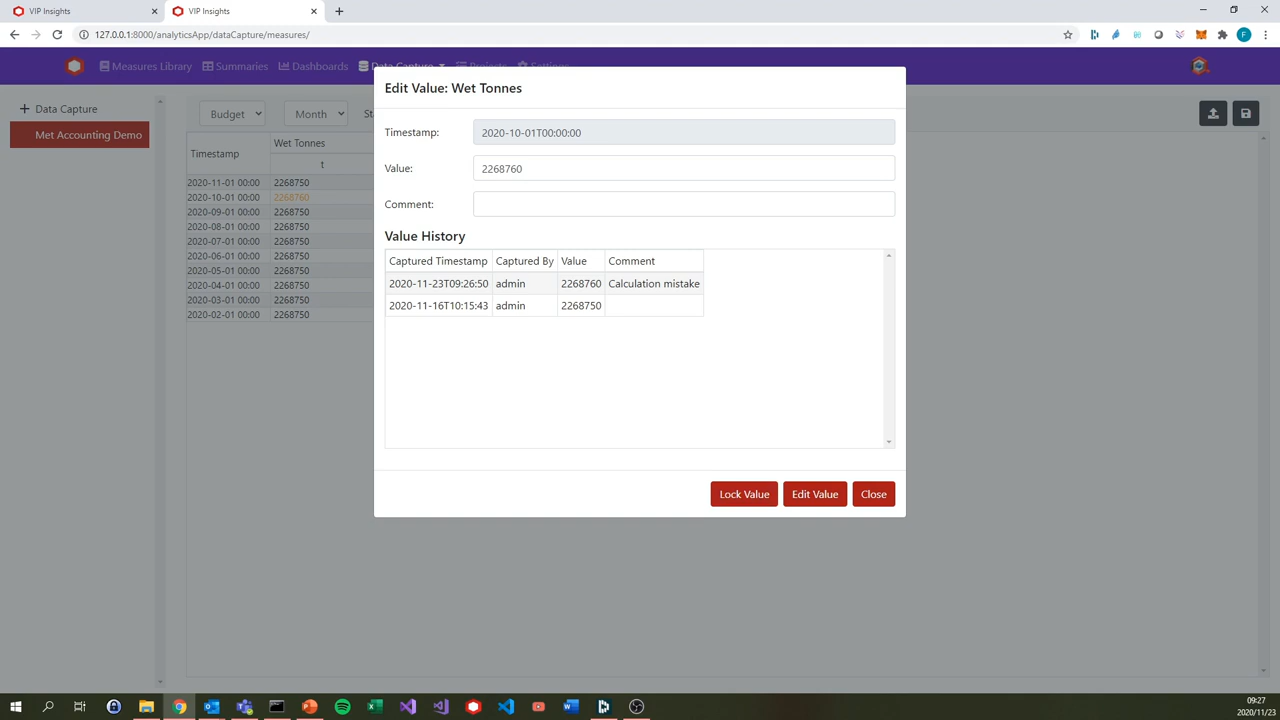 VIP Insights
VIP Insights
127.0.0.1:8000/analyticsApp/dataCapture/measures/
F
Measures Library Summaries Dashboards Data Capture Projects Settings
Data Capture
Met Accounting Demo
Budget Month
Timestamp Wet Tonnes
t
2020-11-01 00:00 2268750
2020-10-01 00:00 2268760
2020-09-01 00:00 2268750
2020-08-01 00:00 2268750
2020-07-01 00:00 2268750
2020-06-01 00:00 2268750
2020-05-01 00:00 2268750
2020-04-01 00:00 2268750
2020-03-01 00:00 2268750
2020-02-01 00:00 2268750
Edit Value: Wet Tonnes
Timestamp: 2020-10-01T00:00:00
Value: 2268760
Comment:
Value History
Captured Timestamp Captured By Value Comment
2020-11-23T09:26:50 admin 2268760 Calculation mistake
2020-11-16T10:15:43 admin 2268750
Lock Value Edit Value Close
09:27
2020/11/23